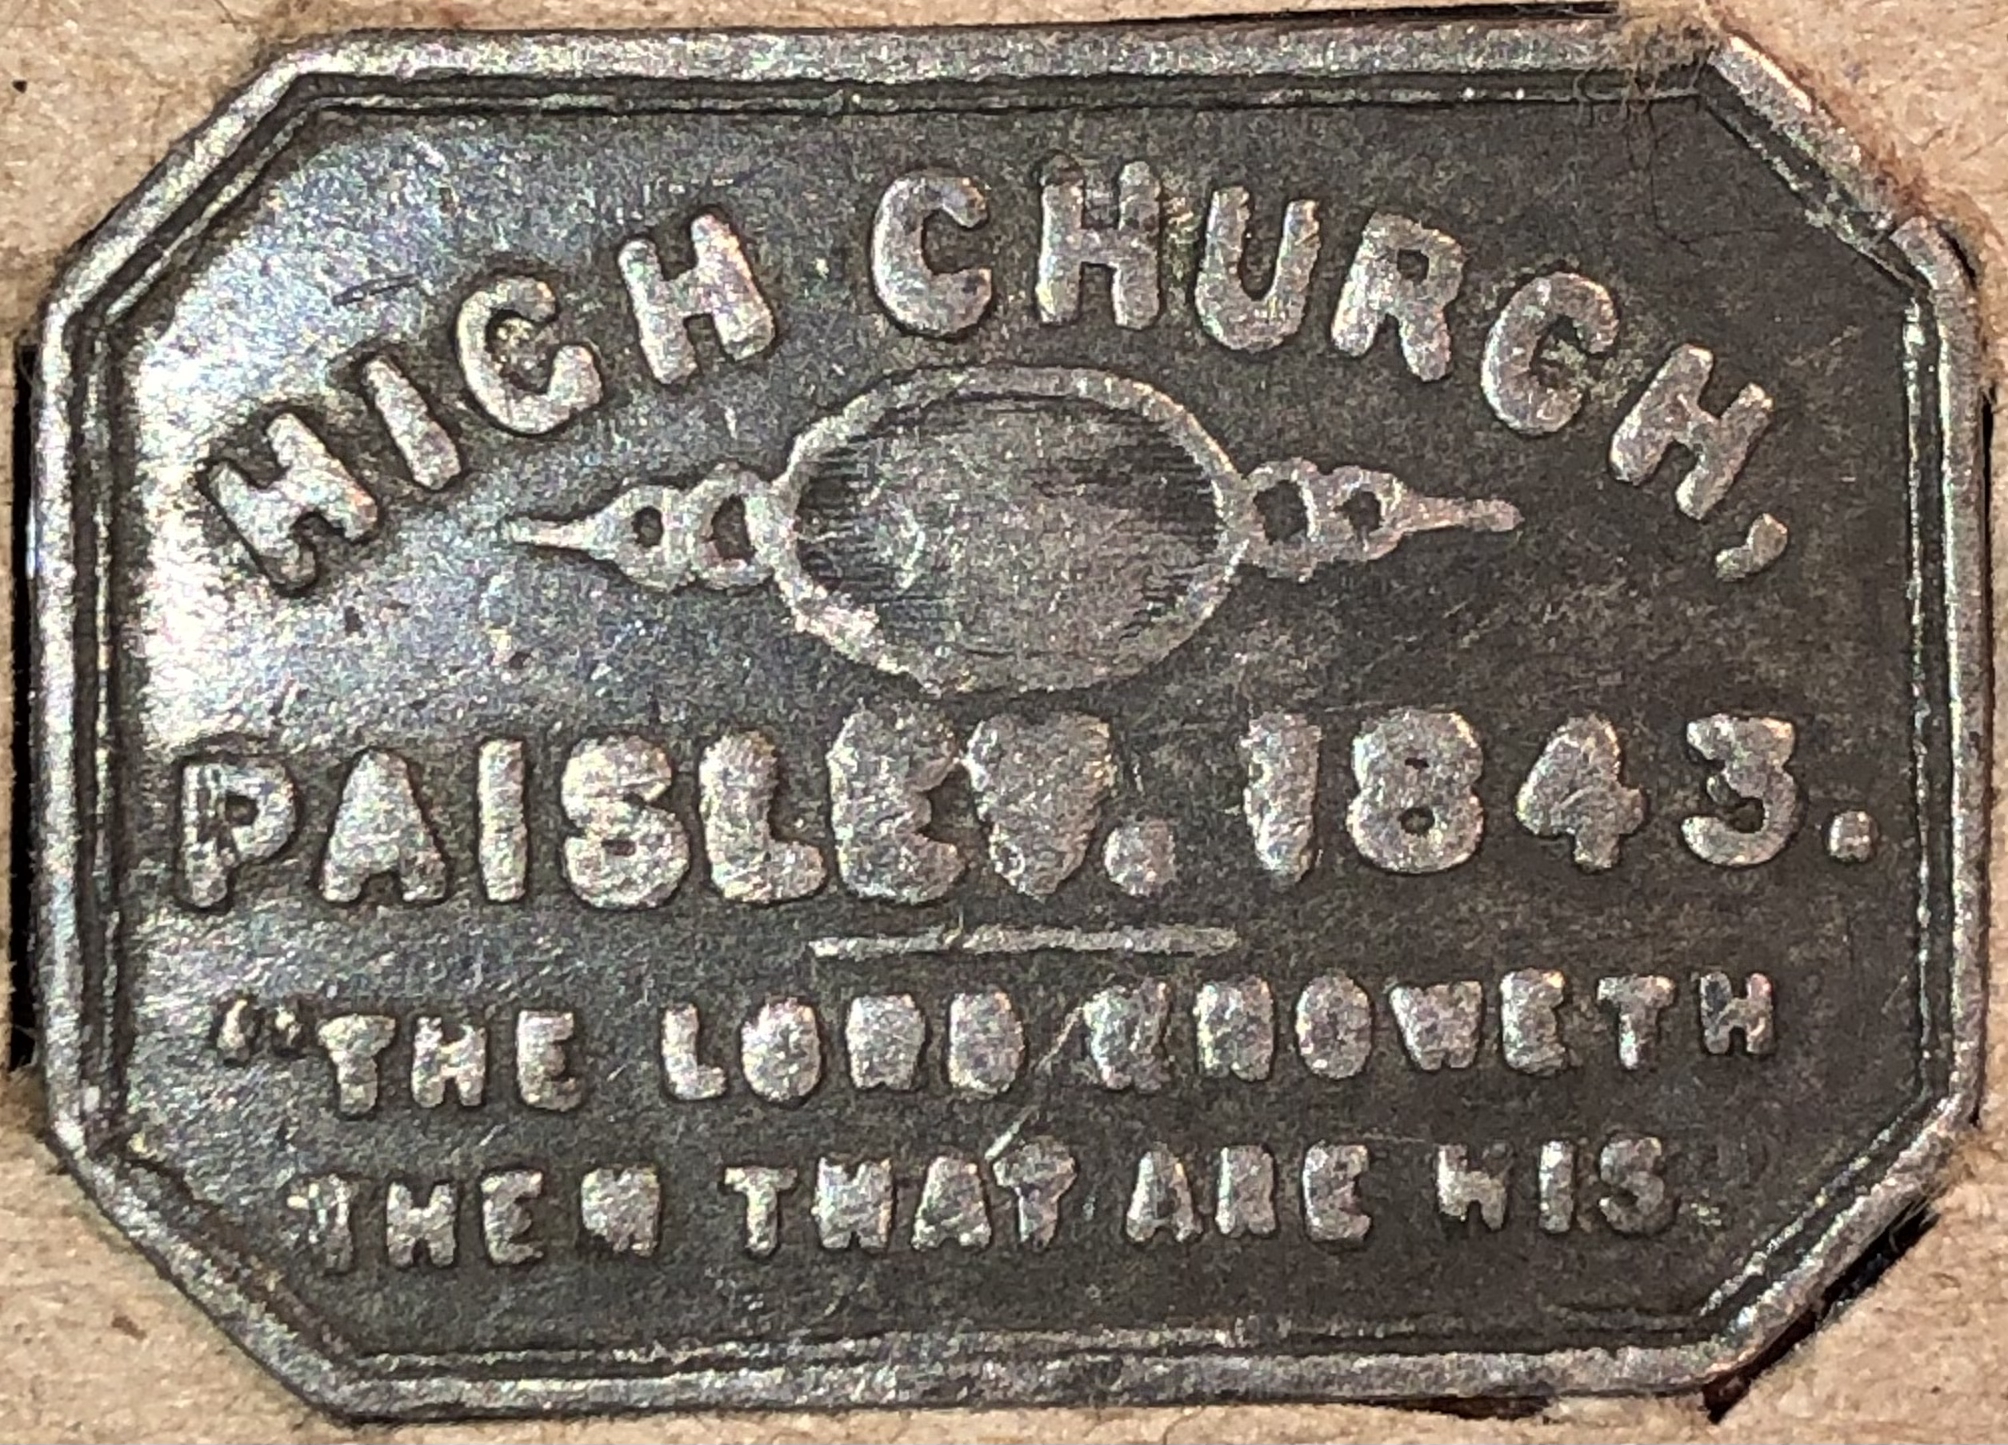 HIGH CHURCH,
PAISLEY. 1843.
"THE LORD KNOWETH
THEM THAT ARE HIS